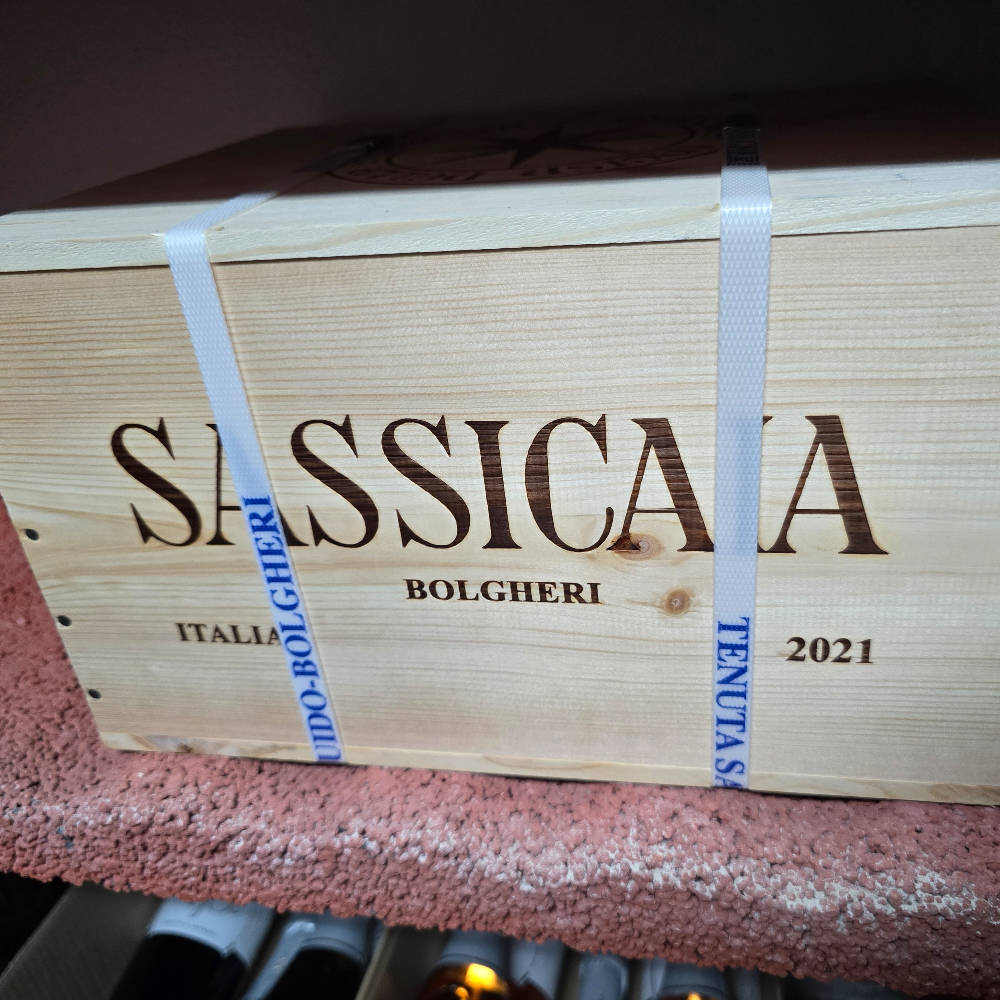 SASSICAIA
BOLGHERI
ITALIA
2021
UIDO-BOLGHERI
TENUTA SA